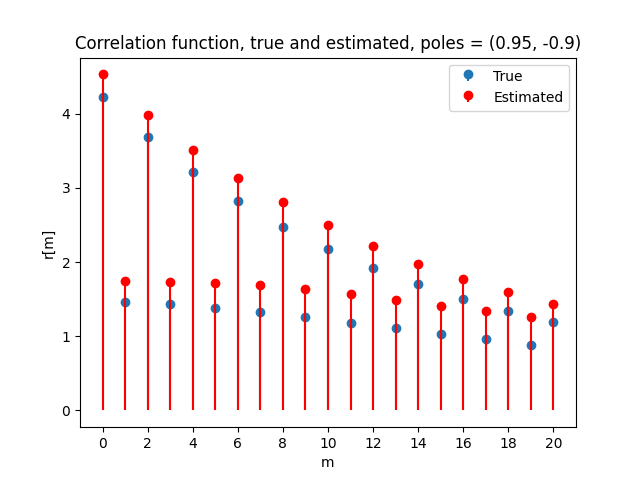 Correlation function, true and estimated, poles = (0.95, -0.9)
True
Estimated
4
3
2
1
0
r[m]
0 2 4 6 8 10 12 14 16 18 20
m